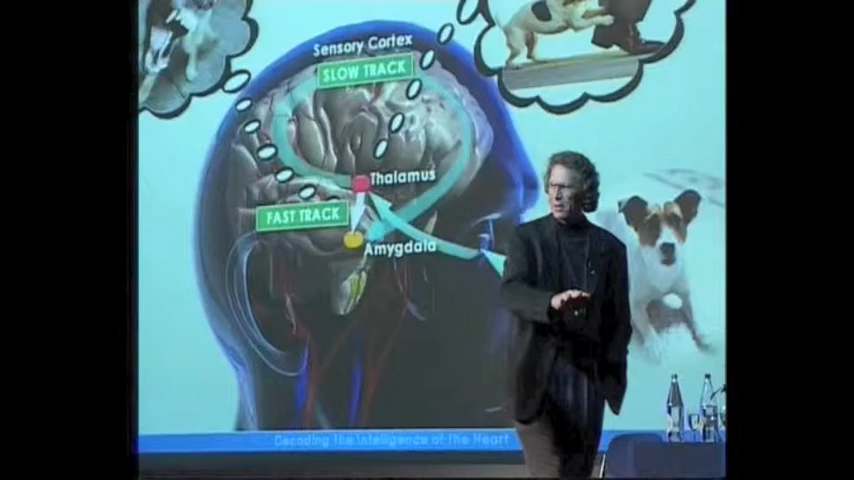 Sensory Cortex
SLOW TRACK
Thalamus
FAST TRACK
Amygdala
Decoding the Intelligence of the Heart